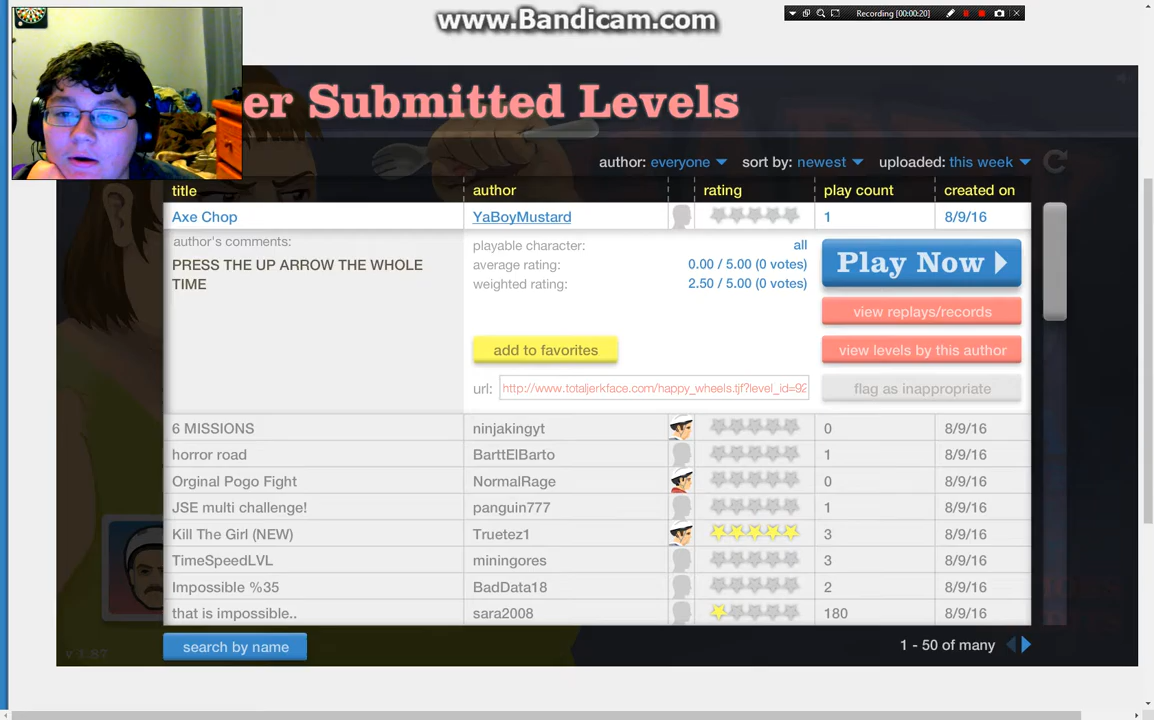 www.Bandicam.com
Recording [00:00:20]
er Submitted Levels
author: everyone sort by: newest uploaded: this week
title author rating play count created on
Axe Chop YaBoyMustard 1 8/9/16
author's comments:
PRESS THE UP ARROW THE WHOLE
TIME
playable character: all
average rating: 0.00 / 5.00 (0 votes)
weighted rating: 2.50 / 5.00 (0 votes)
Play Now
view replays/records
add to favorites
view levels by this author
url: http://www.totaljerkface.com/happy_wheels.tjf?level_id=92
flag as inappropriate
6 MISSIONS ninjakingyt 0 8/9/16
horror road BarttElBarto 1 8/9/16
Orginal Pogo Fight NormalRage 0 8/9/16
JSE multi challenge! panguin777 1 8/9/16
Kill The Girl (NEW) Truetez1 3 8/9/16
TimeSpeedLVL miningores 3 8/9/16
Impossible %35 BadData18 2 8/9/16
that is impossible.. sara2008 180 8/9/16
search by name
1 - 50 of many
v 1.87